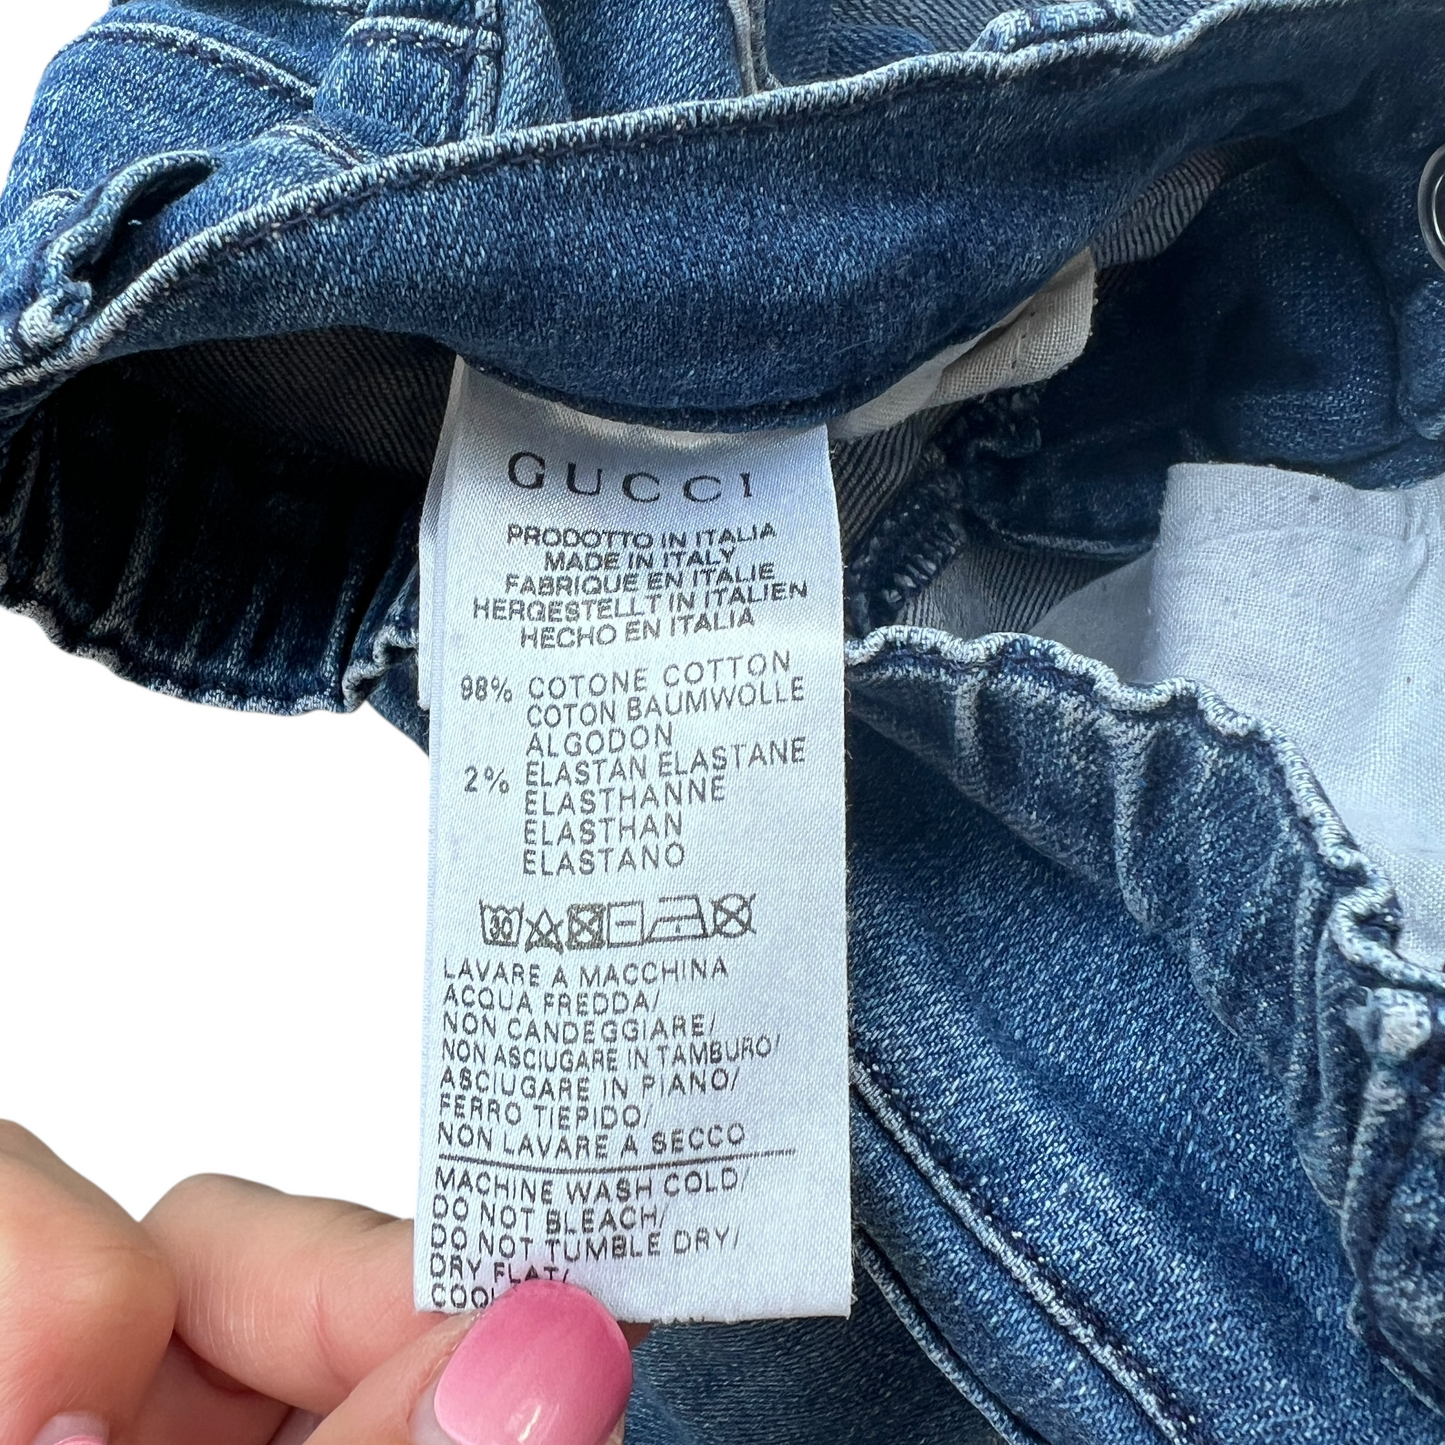 GUCCI
PRODOTTO IN ITALIA
MADE IN ITALY
FABRIQUE EN ITALIE
HERGESTELLT IN ITALIEN
HECHO EN ITALIA
98% COTONE COTTON
COTON BAUMWOLLE
ALGODON
2% ELASTAN ELASTANE
ELASTHANNE
ELASTHAN
ELASTANO
30
LAVARE A MACCHINA
ACQUA FREDDA/
NON CANDEGGIARE/
NON ASCIUGARE IN TAMBURO/
ASCIUGARE IN PIANO/
FERRO TIEPIDO/
NON LAVARE A SECCO
MACHINE WASH COLD/
DO NOT BLEACH/
DO NOT TUMBLE DRY/
DRY FLAT/
COOL